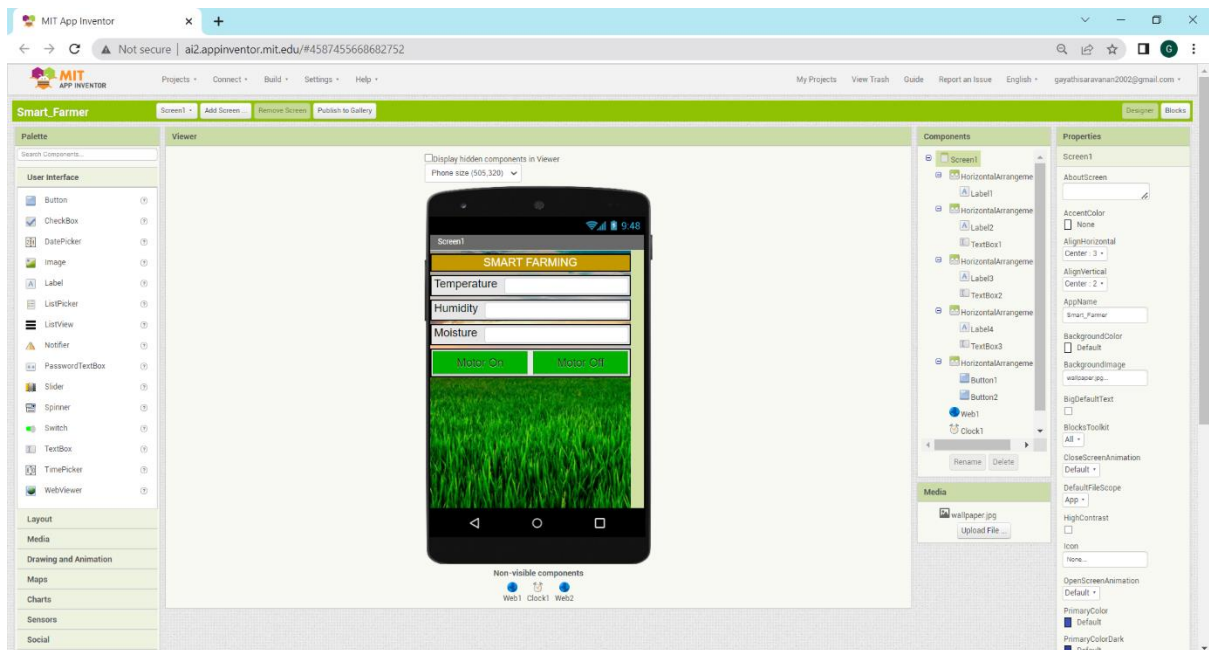 MIT App Inventor
Not secure | ai2.appinventor.mit.edu/#4587455668682752
G
MIT
APP INVENTOR
Projects Connect Build Settings Help
My Projects View Trash Guide Report an Issue English gayathisaravanan2002@gmail.com
Smart_Farmer
Screen1 Add Screen ... Remove Screen Publish to Gallery
Designer Blocks
Palette
Search Components...
User Interface
Button
CheckBox
DatePicker
Image
Label
ListPicker
ListView
Notifier
PasswordTextBox
Slider
Spinner
Switch
TextBox
TimePicker
WebViewer
Layout
Media
Drawing and Animation
Maps
Charts
Sensors
Social
Viewer
Display hidden components in Viewer
Phone size (505,320)
9:48
Screen1
SMART FARMING
Temperature
Humidity
Moisture
Motor On Motor Off
Non-visible components
Web1 Clock1 Web2
Components
Screen1
HorizontalArrangeme
Label1
HorizontalArrangeme
Label2
TextBox1
HorizontalArrangeme
Label3
TextBox2
HorizontalArrangeme
Label4
TextBox3
HorizontalArrangeme
Button1
Button2
Web1
Clock1
Rename Delete
Media
wallpaper.jpg
Upload File ...
Properties
Screen1
AboutScreen
AccentColor
None
AlignHorizontal
Center : 3
AlignVertical
Center : 2
AppName
Smart_Farmer
BackgroundColor
Default
BackgroundImage
wallpaper.jpg...
BigDefaultText
BlocksToolkit
All
CloseScreenAnimation
Default
DefaultFileScope
App
HighContrast
Icon
None...
OpenScreenAnimation
Default
PrimaryColor
Default
PrimaryColorDark
Default